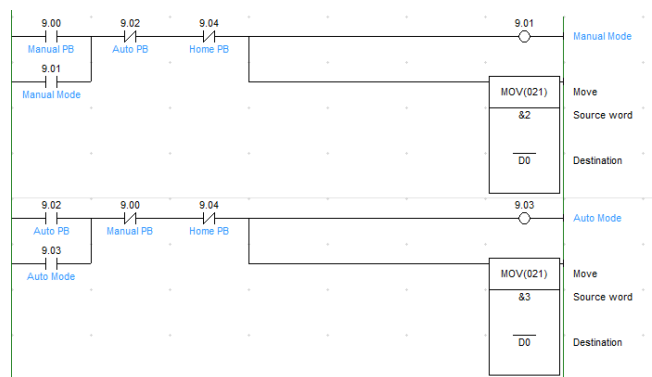 9.00 9.02 9.04 9.01
Manual PB Auto PB Home PB Manual Mode
9.01
Manual Mode
MOV(021) Move
&2 Source word
D0 Destination
9.02 9.00 9.04 9.03
Auto PB Manual PB Home PB Auto Mode
9.03
Auto Mode
MOV(021) Move
&3 Source word
D0 Destination